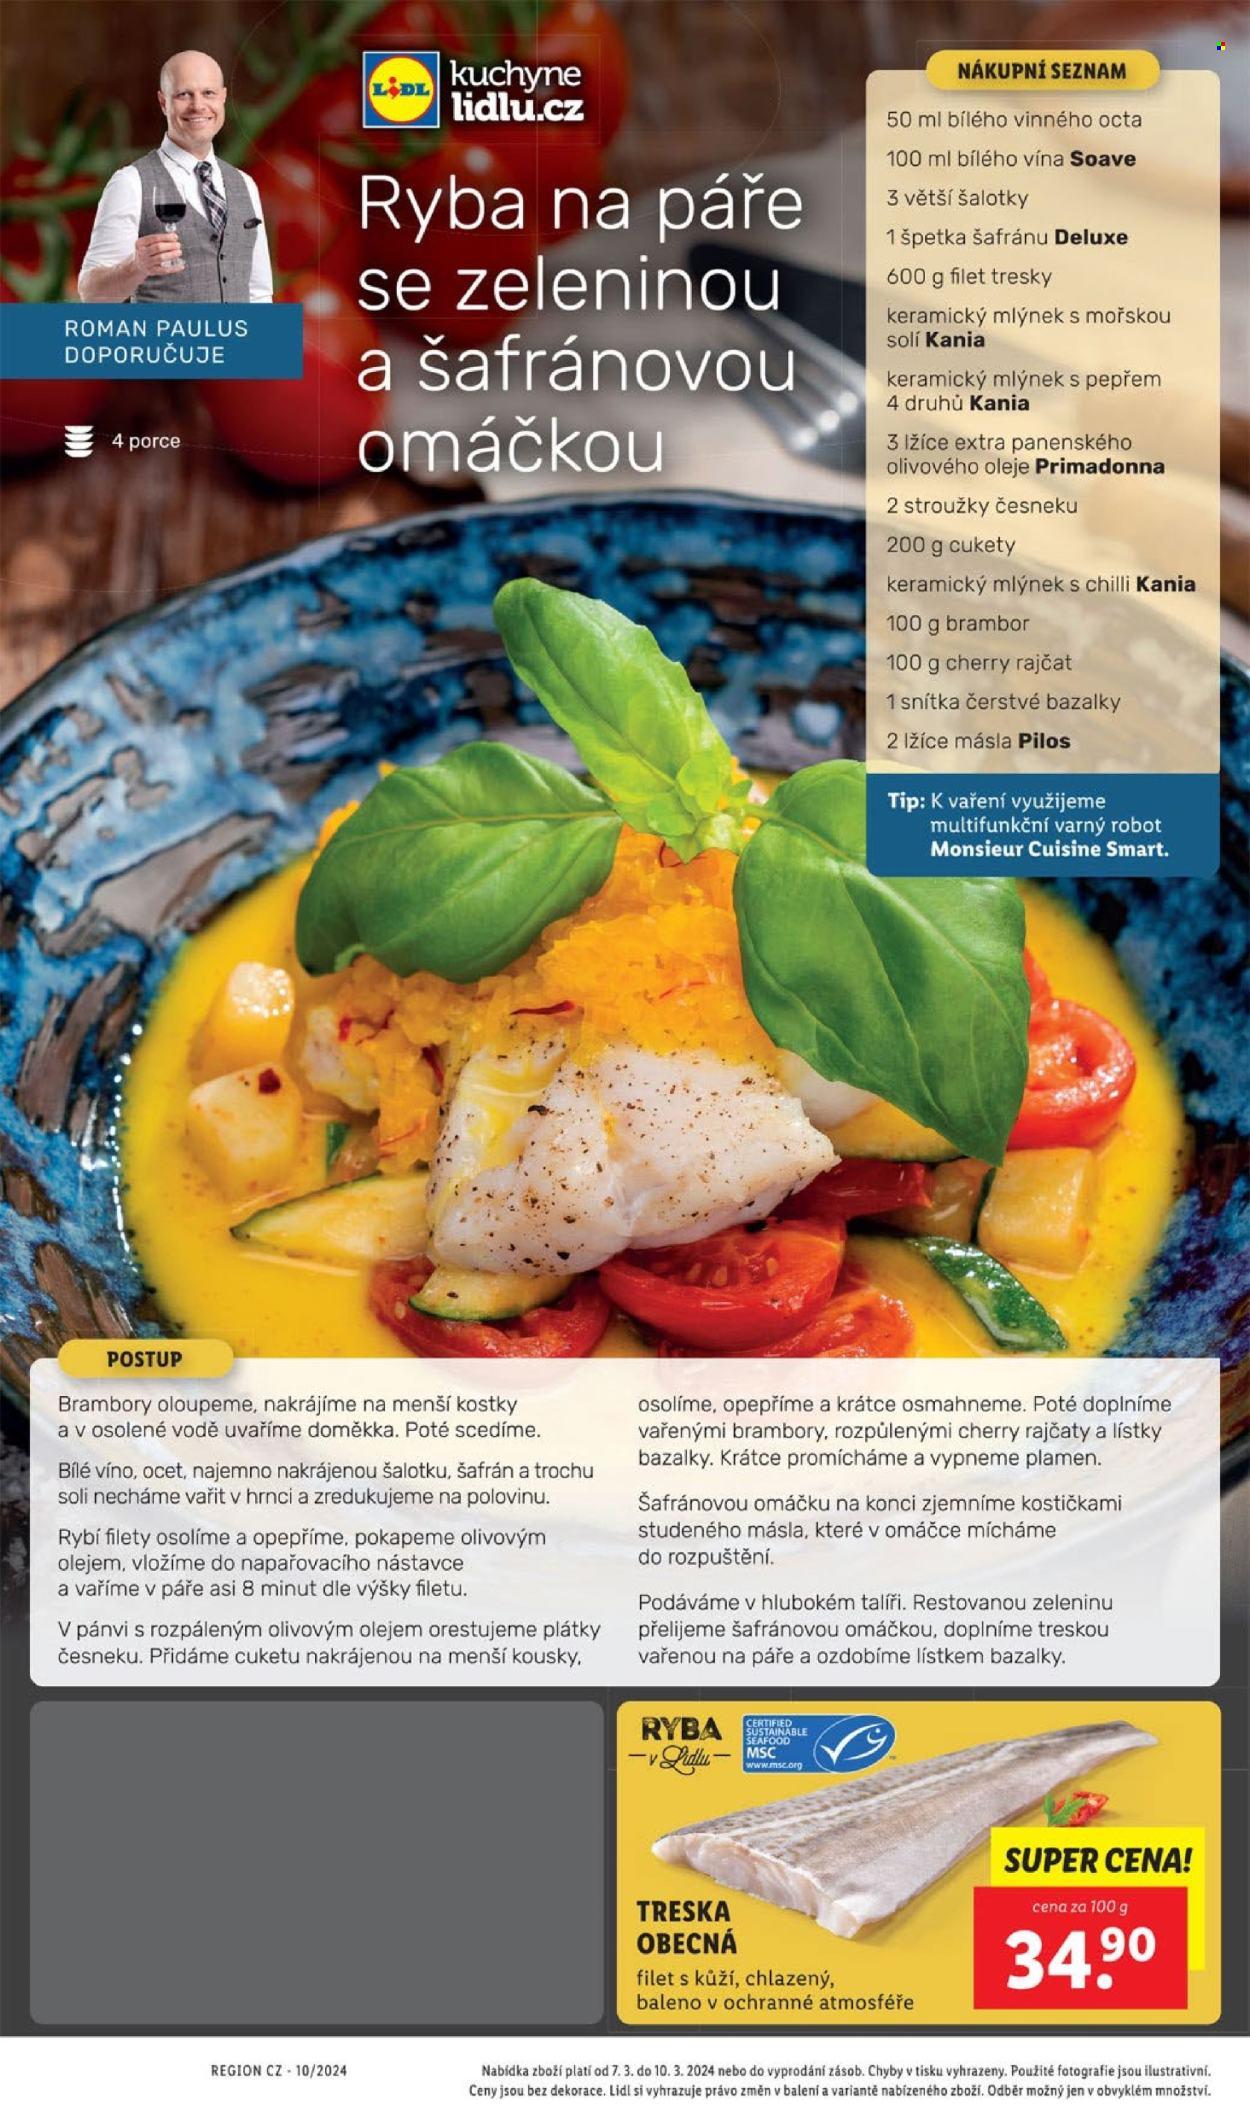 LIDL
kuchyne
lidlu.cz
Ryba na páře
se zeleninou
a šafránovou
omáčkou
ROMAN PAULUS
DOPORUČUJE
4 porce
NÁKUPNÍ SEZNAM
50 ml bílého vinného octa
100 ml bílého vína Soave
3 větší šalotky
1 špetka šafránu Deluxe
600 g filet tresky
keramický mlýnek s mořskou
solí Kania
keramický mlýnek s pepřem
4 druhů Kania
3 lžíce extra panenského
olivového oleje Primadonna
2 stroužky česneku
200 g cukety
keramický mlýnek s chilli Kania
100 g brambor
100 g cherry rajčat
1 snítka čerstvé bazalky
2 lžíce másla Pilos
Tip: K vaření využijeme
multifunkční varný robot
Monsieur Cuisine Smart.
POSTUP
Brambory oloupeme, nakrájíme na menší kostky
a v osolené vodě uvaříme doměkka. Poté scedíme.
Bílé víno, ocet, najemno nakrájenou šalotku, šafrán a trochu
soli necháme vařit v hrnci a zredukujeme na polovinu.
Rybí filety osolíme a opepříme, pokapeme olivovým
olejem, vložíme do napařovacího nástavce
a vaříme v páře asi 8 minut dle výšky filetu.
V pánvi s rozpáleným olivovým olejem orestujeme plátky
česneku. Přidáme cuketu nakrájenou na menší kousky,
osolíme, opepříme a krátce osmahneme. Poté doplníme
vařenými brambory, rozpůlenými cherry rajčaty a lístky
bazalky. Krátce promícháme a vypneme plamen.
Šafránovou omáčku na konci zjemníme kostičkami
studeného másla, které v omáčce mícháme
do rozpuštění.
Podáváme v hlubokém talíři. Restovanou zeleninu
přelijeme šafránovou omáčkou, doplníme treskou
vařenou na páře a ozdobíme lístkem bazalky.
RYBA
v Lidlu
CERTIFIED
SUSTAINABLE
SEAFOOD
MSC
www.msc.org
TRESKA
OBECNÁ
filet s kůží, chlazený,
baleno v ochranné atmosféře
SUPER CENA!
cena za 100 g
34.90
REGION CZ - 10/2024
Nabídka zboží platí od 7. 3. do 10. 3. 2024 nebo do vyprodání zásob. Chyby v tisku vyhrazeny. Použité fotografie jsou ilustrativní.
Ceny jsou bez dekorace. Lidl si vyhrazuje právo změn v balení a variantě nabízeného zboží. Odběr možný jen v obvyklém množství.